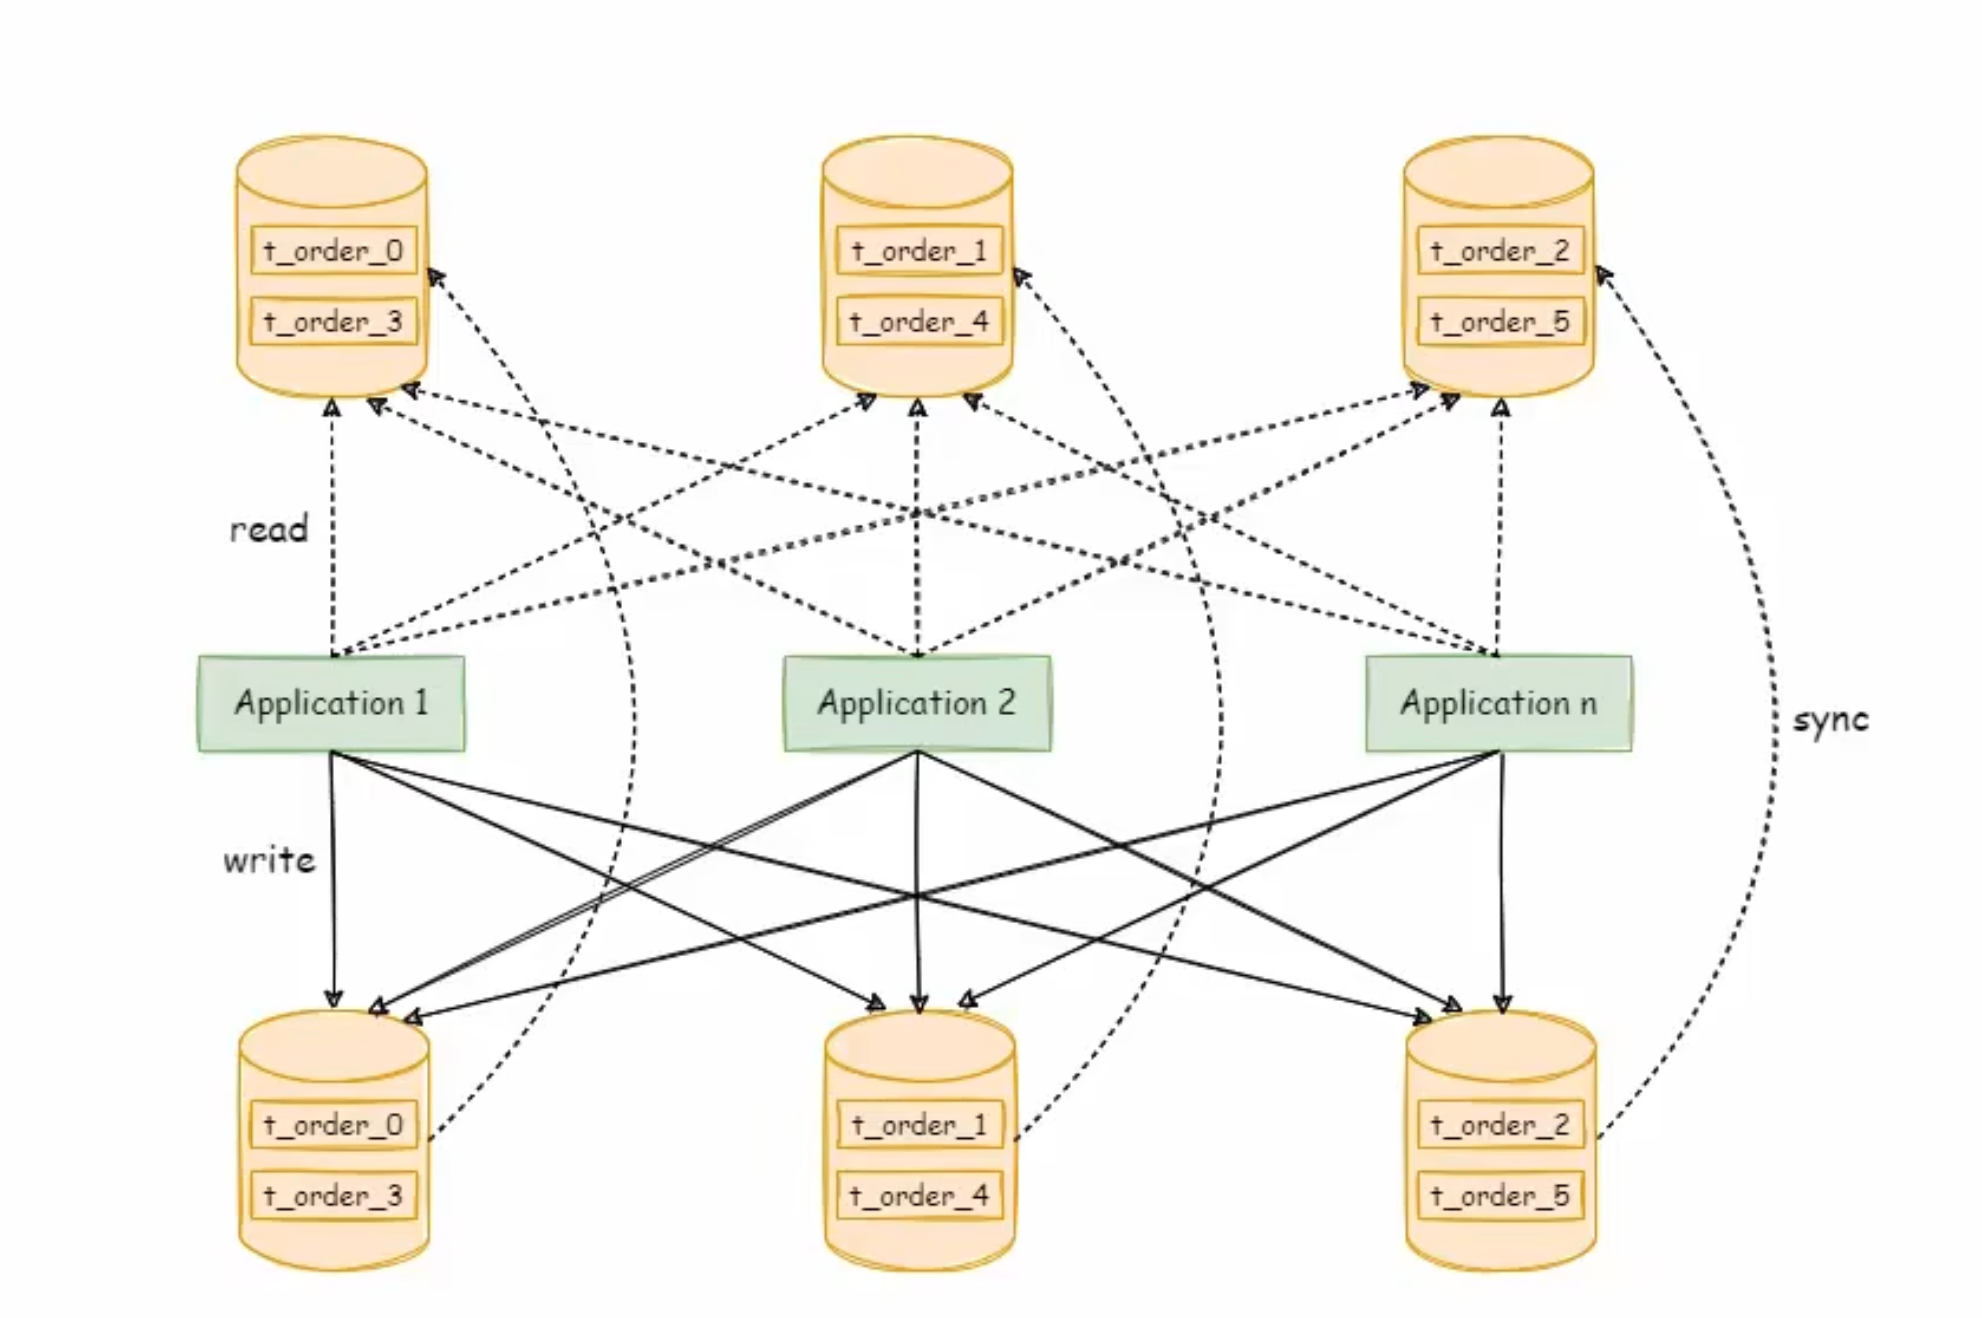 t_order_0
t_order_1
t_order_2
t_order_3
t_order_4
t_order_5
read
Application 1
Application 2
Application n
sync
write
t_order_0
t_order_1
t_order_2
t_order_3
t_order_4
t_order_5